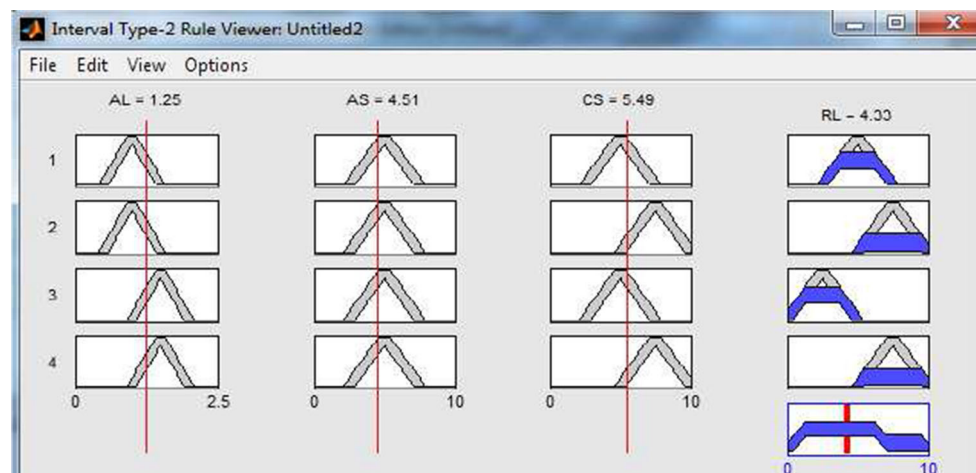 Interval Type-2 Rule Viewer: Untitled2
File Edit View Options
AL = 1.25 AS = 4.51 CS = 5.49 RL = 4.33
1
2
3
4
0 2.5 0 10 0 10
0 10